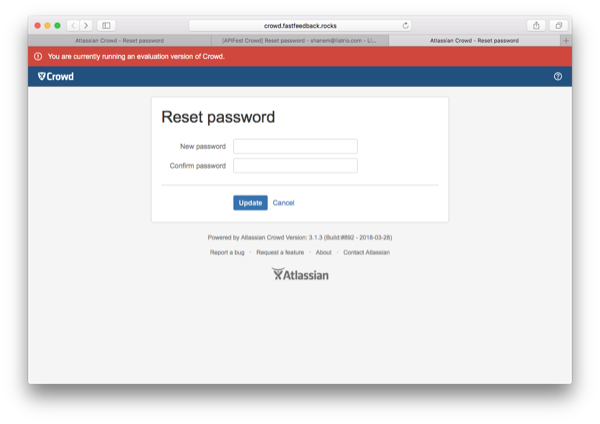 crowd.fastfeedback.rocks
Atlassian Crowd - Reset password
[APIFest Crowd] Reset password - sharem@listrio.com - Li...
Atlassian Crowd - Reset password
You are currently running an evaluation version of Crowd.
Crowd
Reset password
New password
Confirm password
Update Cancel
Powered by Atlassian Crowd Version: 3.1.3 (Build:#892 - 2018-03-28)
Report a bug · Request a feature · About · Contact Atlassian
Atlassian